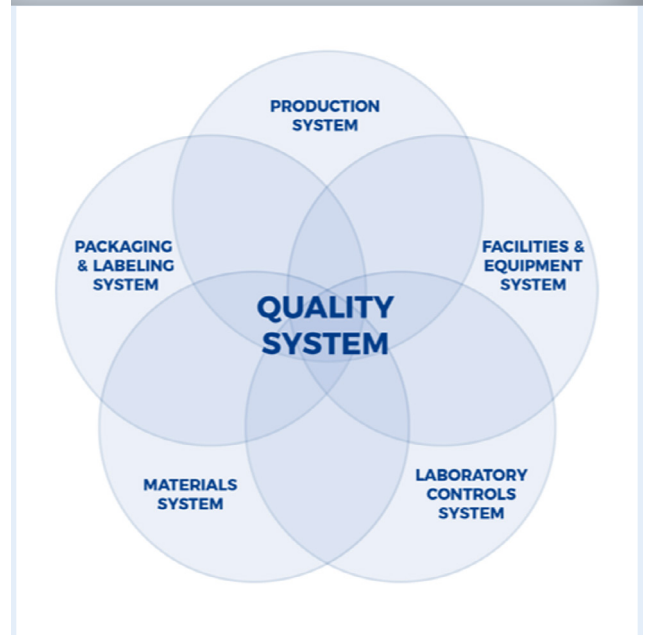 PRODUCTION
SYSTEM
PACKAGING
& LABELING
SYSTEM
FACILITIES &
EQUIPMENT
SYSTEM
QUALITY
SYSTEM
MATERIALS
SYSTEM
LABORATORY
CONTROLS
SYSTEM